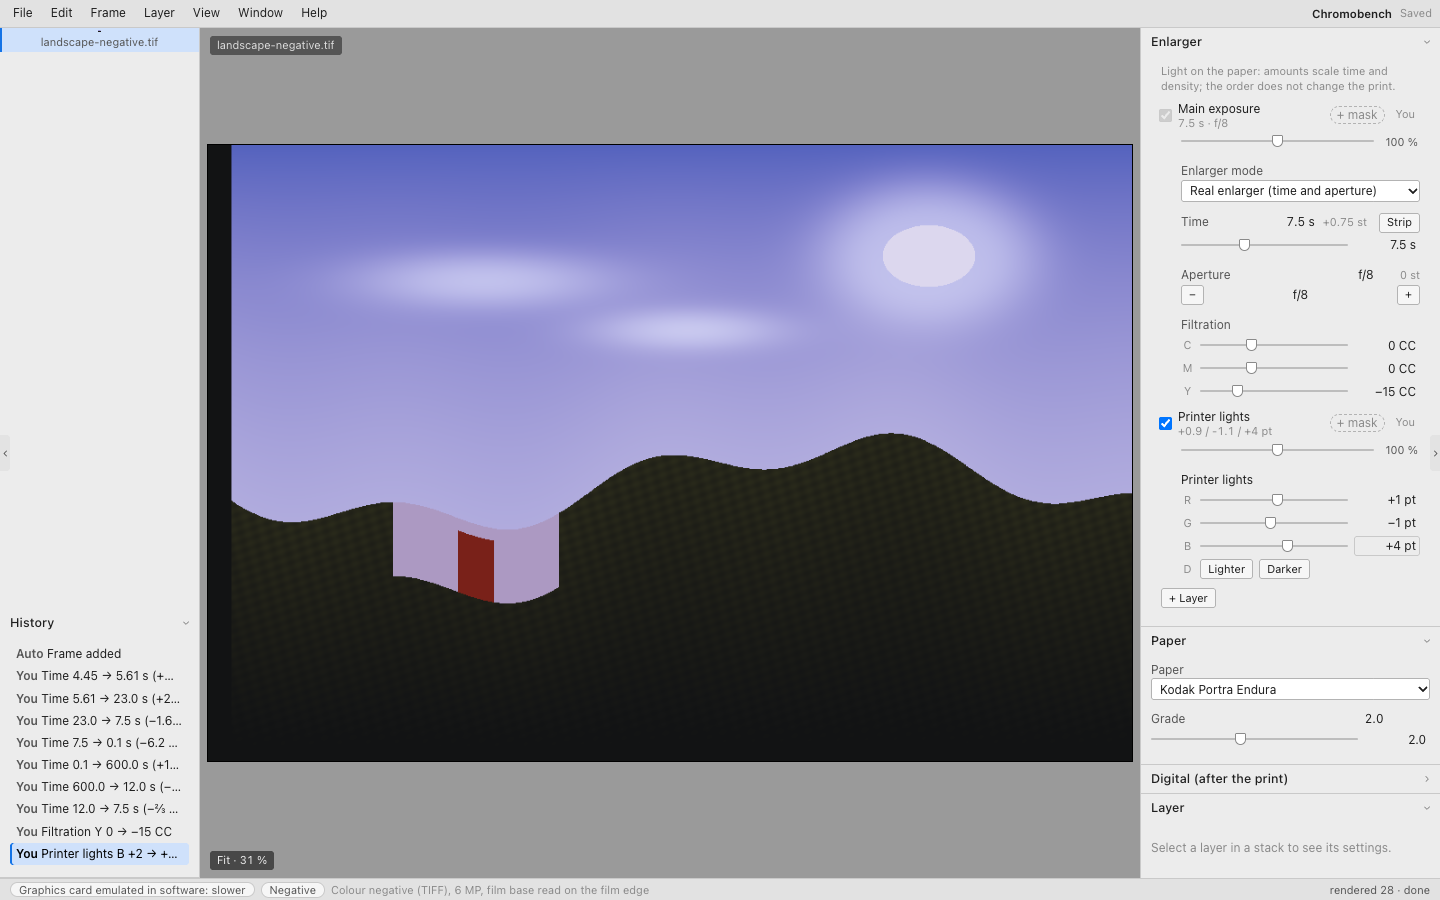 File Edit Frame Layer View Window Help
Chromobench Saved
landscape-negative.tif
landscape-negative.tif
Fit · 31 %
History
Auto Frame added
You Time 4.45 → 5.61 s (+...
You Time 5.61 → 23.0 s (+2...
You Time 23.0 → 7.5 s (−1.6...
You Time 7.5 → 0.1 s (−6.2 ...
You Time 0.1 → 600.0 s (+1...
You Time 600.0 → 12.0 s (−...
You Time 12.0 → 7.5 s (−⅔ ...
You Filtration Y 0 → −15 CC
You Printer lights B +2 → +...
Enlarger
Light on the paper: amounts scale time and
density; the order does not change the print.
Main exposure + mask You
7.5 s · f/8
100 %
Enlarger mode
Real enlarger (time and aperture)
Time 7.5 s +0.75 st Strip
7.5 s
Aperture f/8 0 st
− f/8 +
Filtration
C 0 CC
M 0 CC
Y −15 CC
Printer lights + mask You
+0.9 / -1.1 / +4 pt
100 %
Printer lights
R +1 pt
G −1 pt
B +4 pt
D Lighter Darker
+ Layer
Paper
Paper
Kodak Portra Endura
Grade 2.0
2.0
Digital (after the print)
Layer
Select a layer in a stack to see its settings.
Graphics card emulated in software: slower Negative Colour negative (TIFF), 6 MP, film base read on the film edge rendered 28 · done